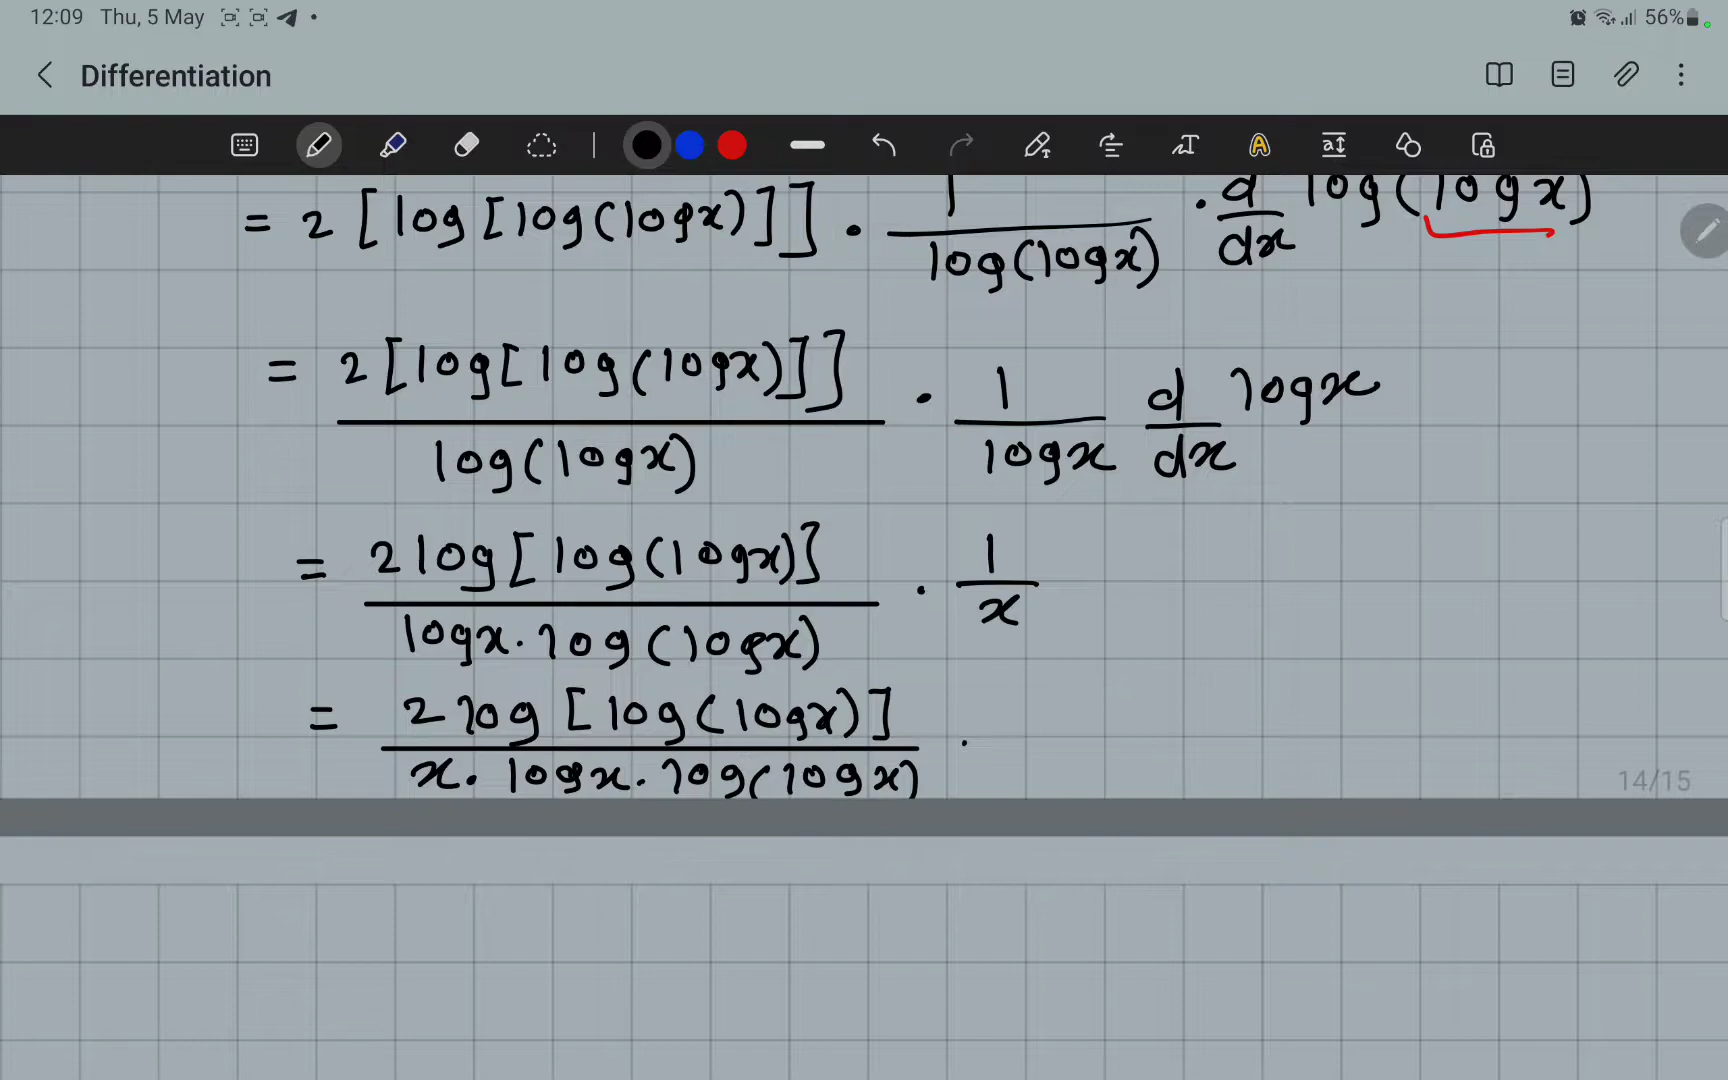 12:09 Thu, 5 May 56%
Differentiation
= 2 [log[log(logx)]] · 1/log(logx) · d/dx log(logx)
= 2[log[log(logx)]]/log(logx) · 1/logx d/dx logx
= 2log[log(logx)]/logx·log(logx) · 1/x
= 2log[log(logx)]/x·logx·log(logx) .
14/15